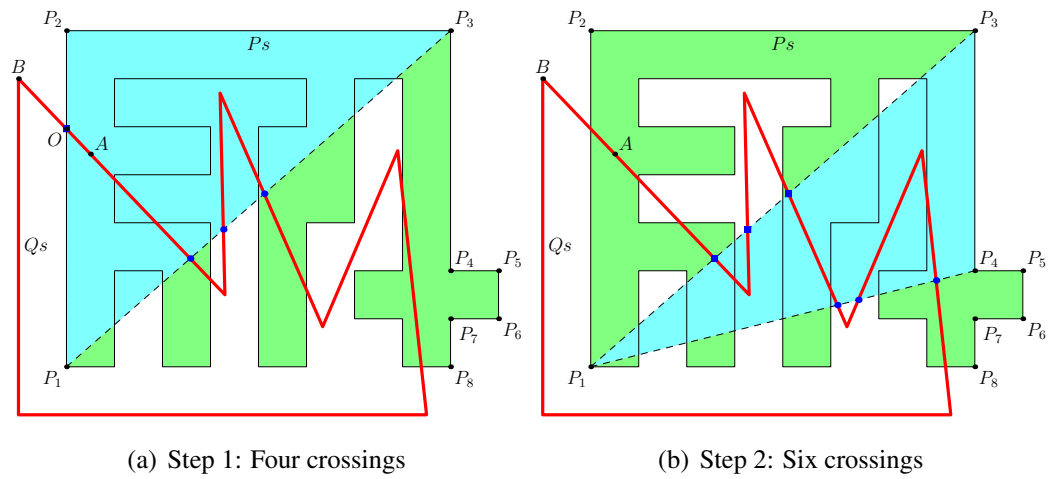 P2 P3 P2 P3
Ps Ps
B B
O A A
Qs Qs
P4 P5 P4 P5
P7 P6 P7 P6
P1 P8 P1 P8
(a) Step 1: Four crossings (b) Step 2: Six crossings